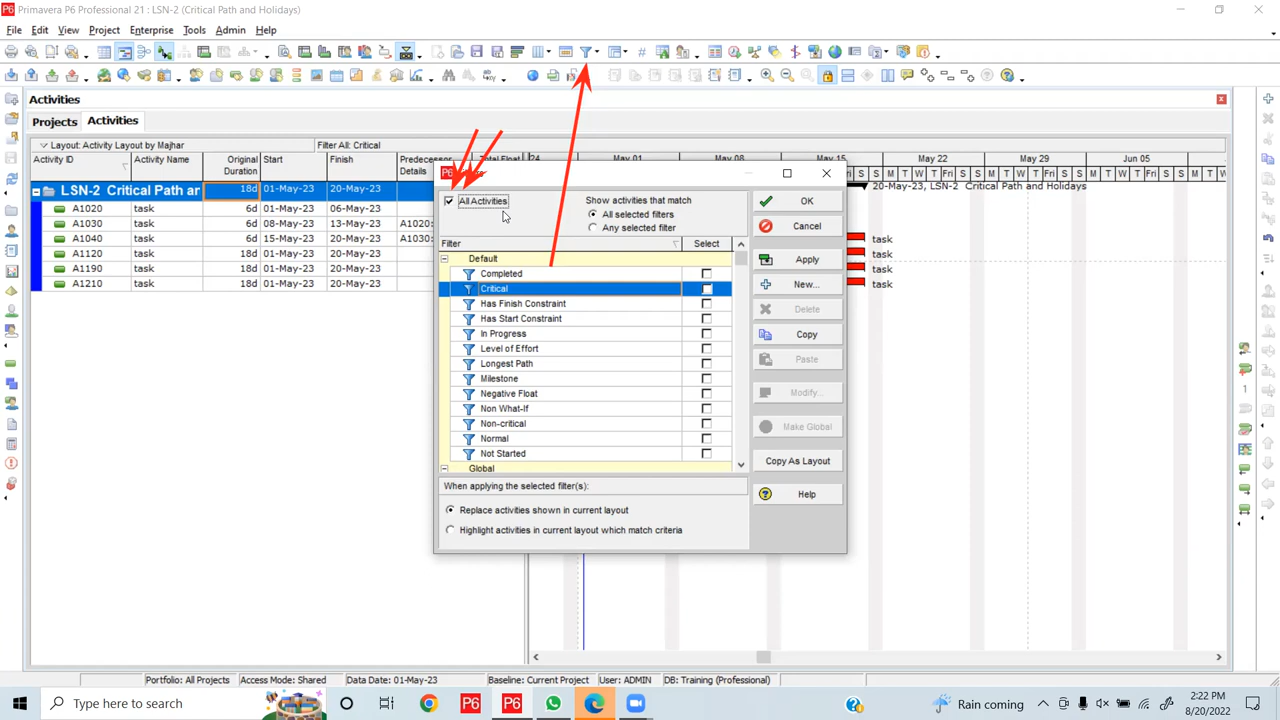 Primavera P6 Professional 21 : LSN-2 (Critical Path and Holidays)
File Edit View Project Enterprise Tools Admin Help
Activities
Projects Activities
Layout: Activity Layout by Majhar Filter All: Critical
Activity ID Activity Name Original Duration Start Finish Predecessor Details Total Float
24 May 01 May 08 May 15 May 22 May 29 Jun 05
LSN-2 Critical Path an 18d 01-May-23 20-May-23
20-May-23, LSN-2 Critical Path and Holidays
A1020 task 6d 01-May-23 06-May-23
A1030 task 6d 08-May-23 13-May-23 A1020:
A1040 task 6d 15-May-23 20-May-23 A1030: task
A1120 task 18d 01-May-23 20-May-23 task
A1190 task 18d 01-May-23 20-May-23 task
A1210 task 18d 01-May-23 20-May-23 task
All Activities
Show activities that match
All selected filters
Any selected filter
Filter Select
Default
Completed
Critical
Has Finish Constraint
Has Start Constraint
In Progress
Level of Effort
Longest Path
Milestone
Negative Float
Non What-If
Non-critical
Normal
Not Started
Global
When applying the selected filter(s):
Replace activities shown in current layout
Highlight activities in current layout which match criteria
OK
Cancel
Apply
New...
Delete
Copy
Paste
Modify...
Make Global
Copy As Layout
Help
Portfolio: All Projects Access Mode: Shared Data Date: 01-May-23 Baseline: Current Project User: ADMIN DB: Training (Professional)
Type here to search
Rain coming
2:22 PM
8/20/2022